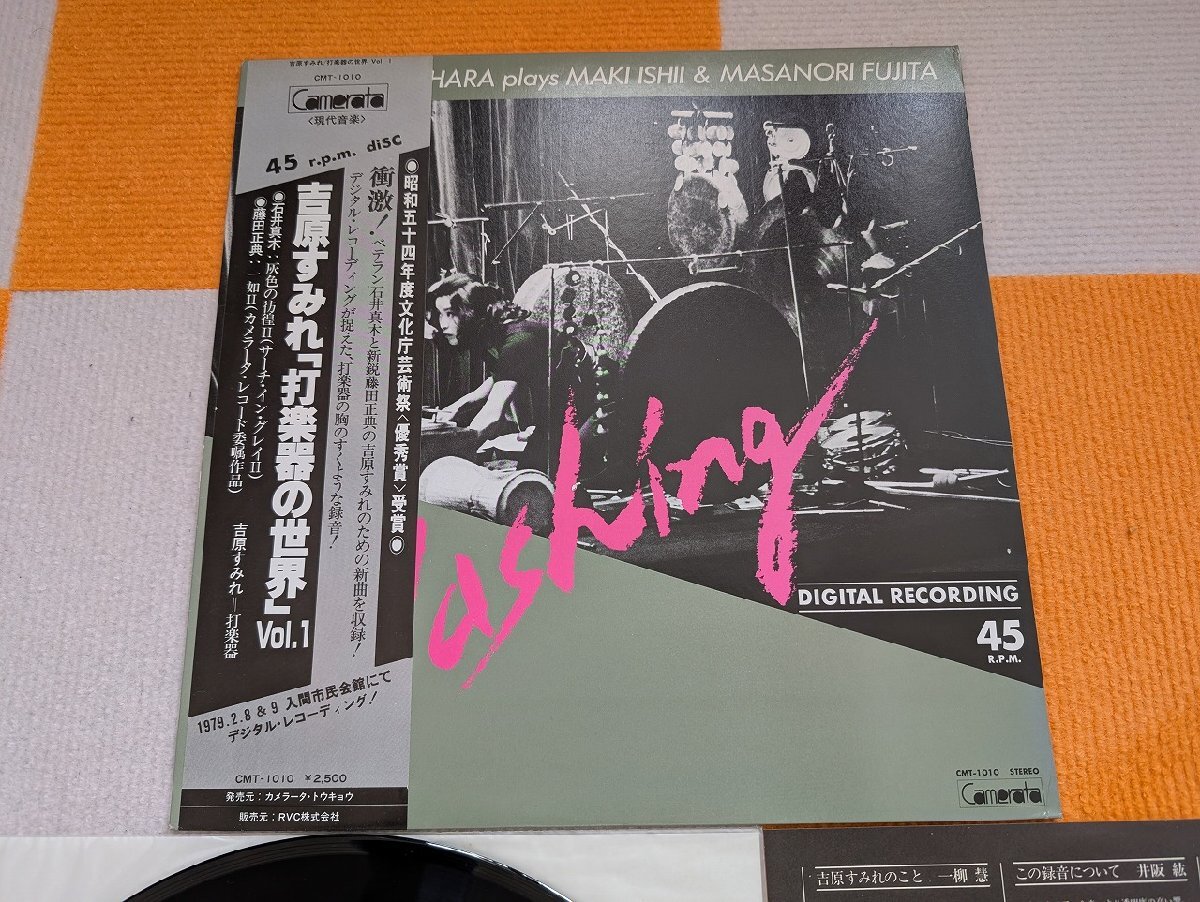 吉原すみれ/打楽器の世界 Vol 1
CMT-1010
Camerata
〈現代音楽〉
45 r.p.m. disc
●昭和五十四年度文化庁芸術祭〈優秀賞〉受賞●
衝激!ベテラン石井真木と新鋭藤田正典の吉原すみれのための新曲を収録!
デジタル・レコーディングが捉えた、打楽器の胸のすくような録音!
吉原すみれ「打楽器の世界」Vol.1
●石井真木:灰色の彷徨II(サーチ・イン・グレイII)
●藤田正典:一如II(カメラータ・レコード委嘱作品)
吉原すみれ=打楽器
1979.2.8 & 9 入間市民会館にて
デジタル・レコーディング!
CMT-1010 ¥2,500
発売元:カメラータ・トウキョウ
販売元:RVC株式会社
HARA plays MAKI ISHII & MASANORI FUJITA
ashing
DIGITAL RECORDING
45
R.P.M.
CMT-1010 STEREO
Camerata
吉原すみれのこと 一柳 慧
この録音について 井阪 紘